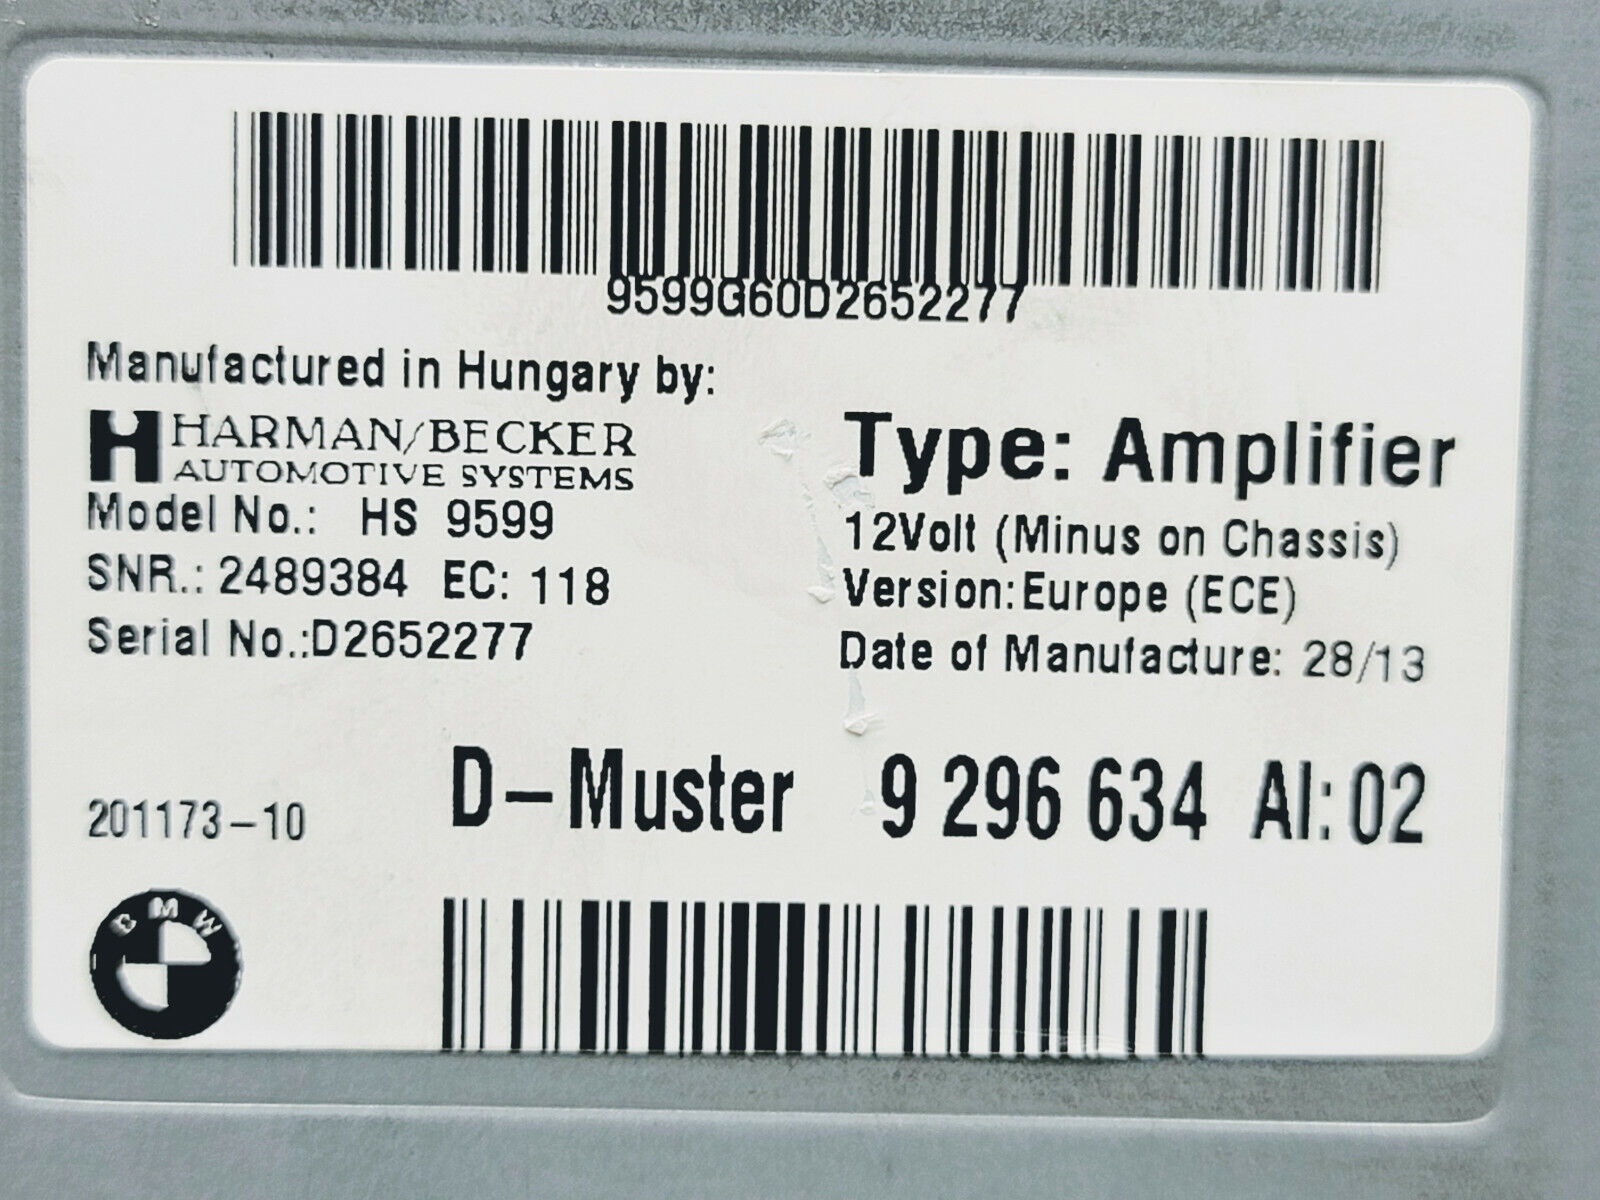 9599G60D2652277
Manufactured in Hungary by:
HARMAN/BECKER
AUTOMOTIVE SYSTEMS
Model No.: HS 9599
SNR.: 2489384 EC: 118
Serial No.:D2652277
Type: Amplifier
12Volt (Minus on Chassis)
Version:Europe (ECE)
Date of Manufacture: 28/13
201173-10
D-Muster 9 296 634 AI:02
BMW